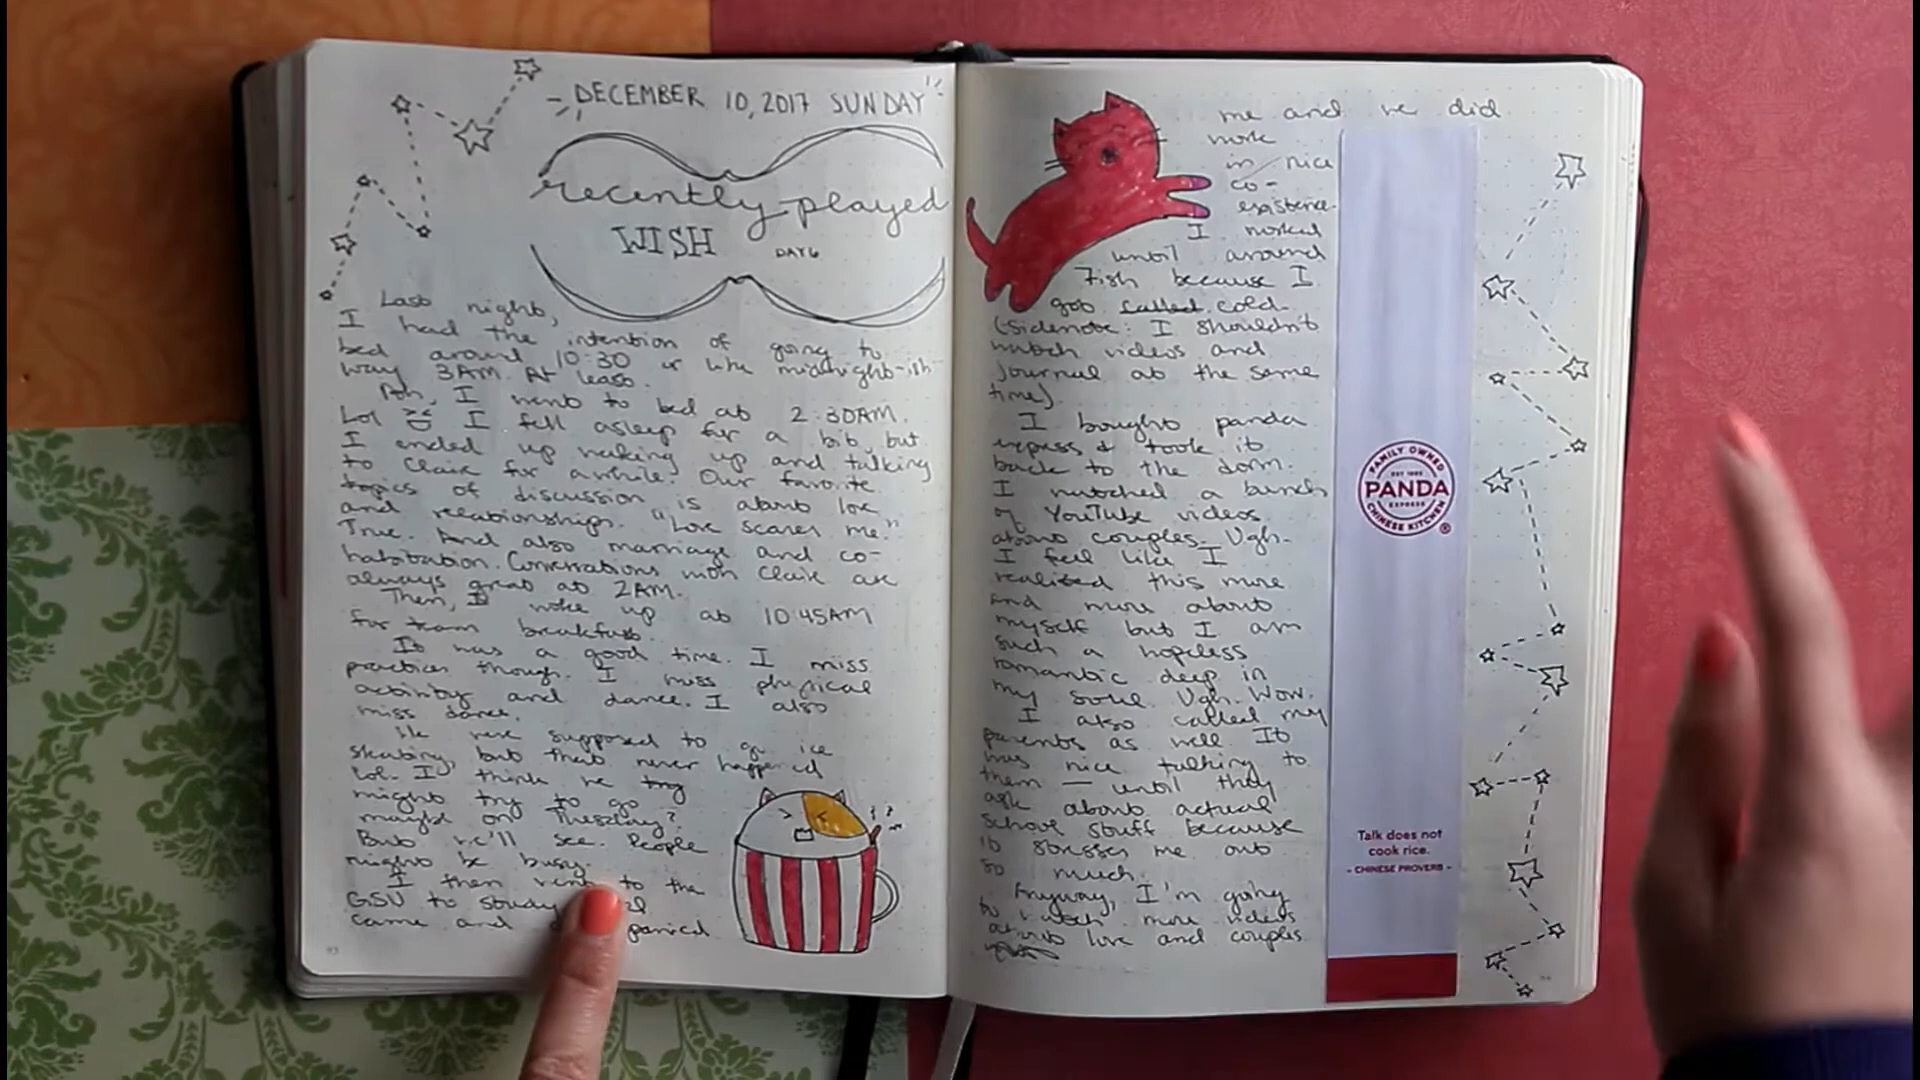 DECEMBER 10, 2017 SUNDAY
recently played
WISH DAY6
Last night,
I had the intention of going to
bed around 10:30 or like midnight-ish
way 3AM. At least.
I went to bed at 2:30AM.
Lol I fell asleep for a bit, but
I ended up waking up and talking
to Claire for awhile. Our favorite
topics of discussion is about love
and relationships. "Love scares me."
True. And also marriage and co-
habitation. Conversations with Claire are
always great at 2AM.
Then, I woke up at 10:45AM
for team breakfast.
It was a good time. I miss
practice though. I miss physical
activity and dance. I also
miss dance.
We were supposed to go ice
skating, but that never happened
lol. I think we try
might try to go
maybe on Tuesday?
But we'll see. People
might be busy.
I then went to the
GSU to study
came and panicd
me and we did
work
in nice
co-
existence.
I worked
until around
7ish because I
got called cold.
(sidenote: I shouldn't
watch videos and
journal at the same
time).
I bought panda
express & took it
back to the dorm.
I watched a bunch
of YouTube videos
about couples. Ugh.
I feel like I
realized this more
and more about
myself but I am
such a hopeless
romantic deep in
my soul. Ugh. Wow.
I also called my
parents as well. It
was nice talking to
them — until they
ask about actual
school stuff because
it stresses me out
so much.
Anyway, I'm going
to watch more videos
about love and couples
FAMILY OWNED
EST 1983
PANDA
EXPRESS
CHINESE KITCHEN
®
Talk does not
cook rice.
- CHINESE PROVERB -